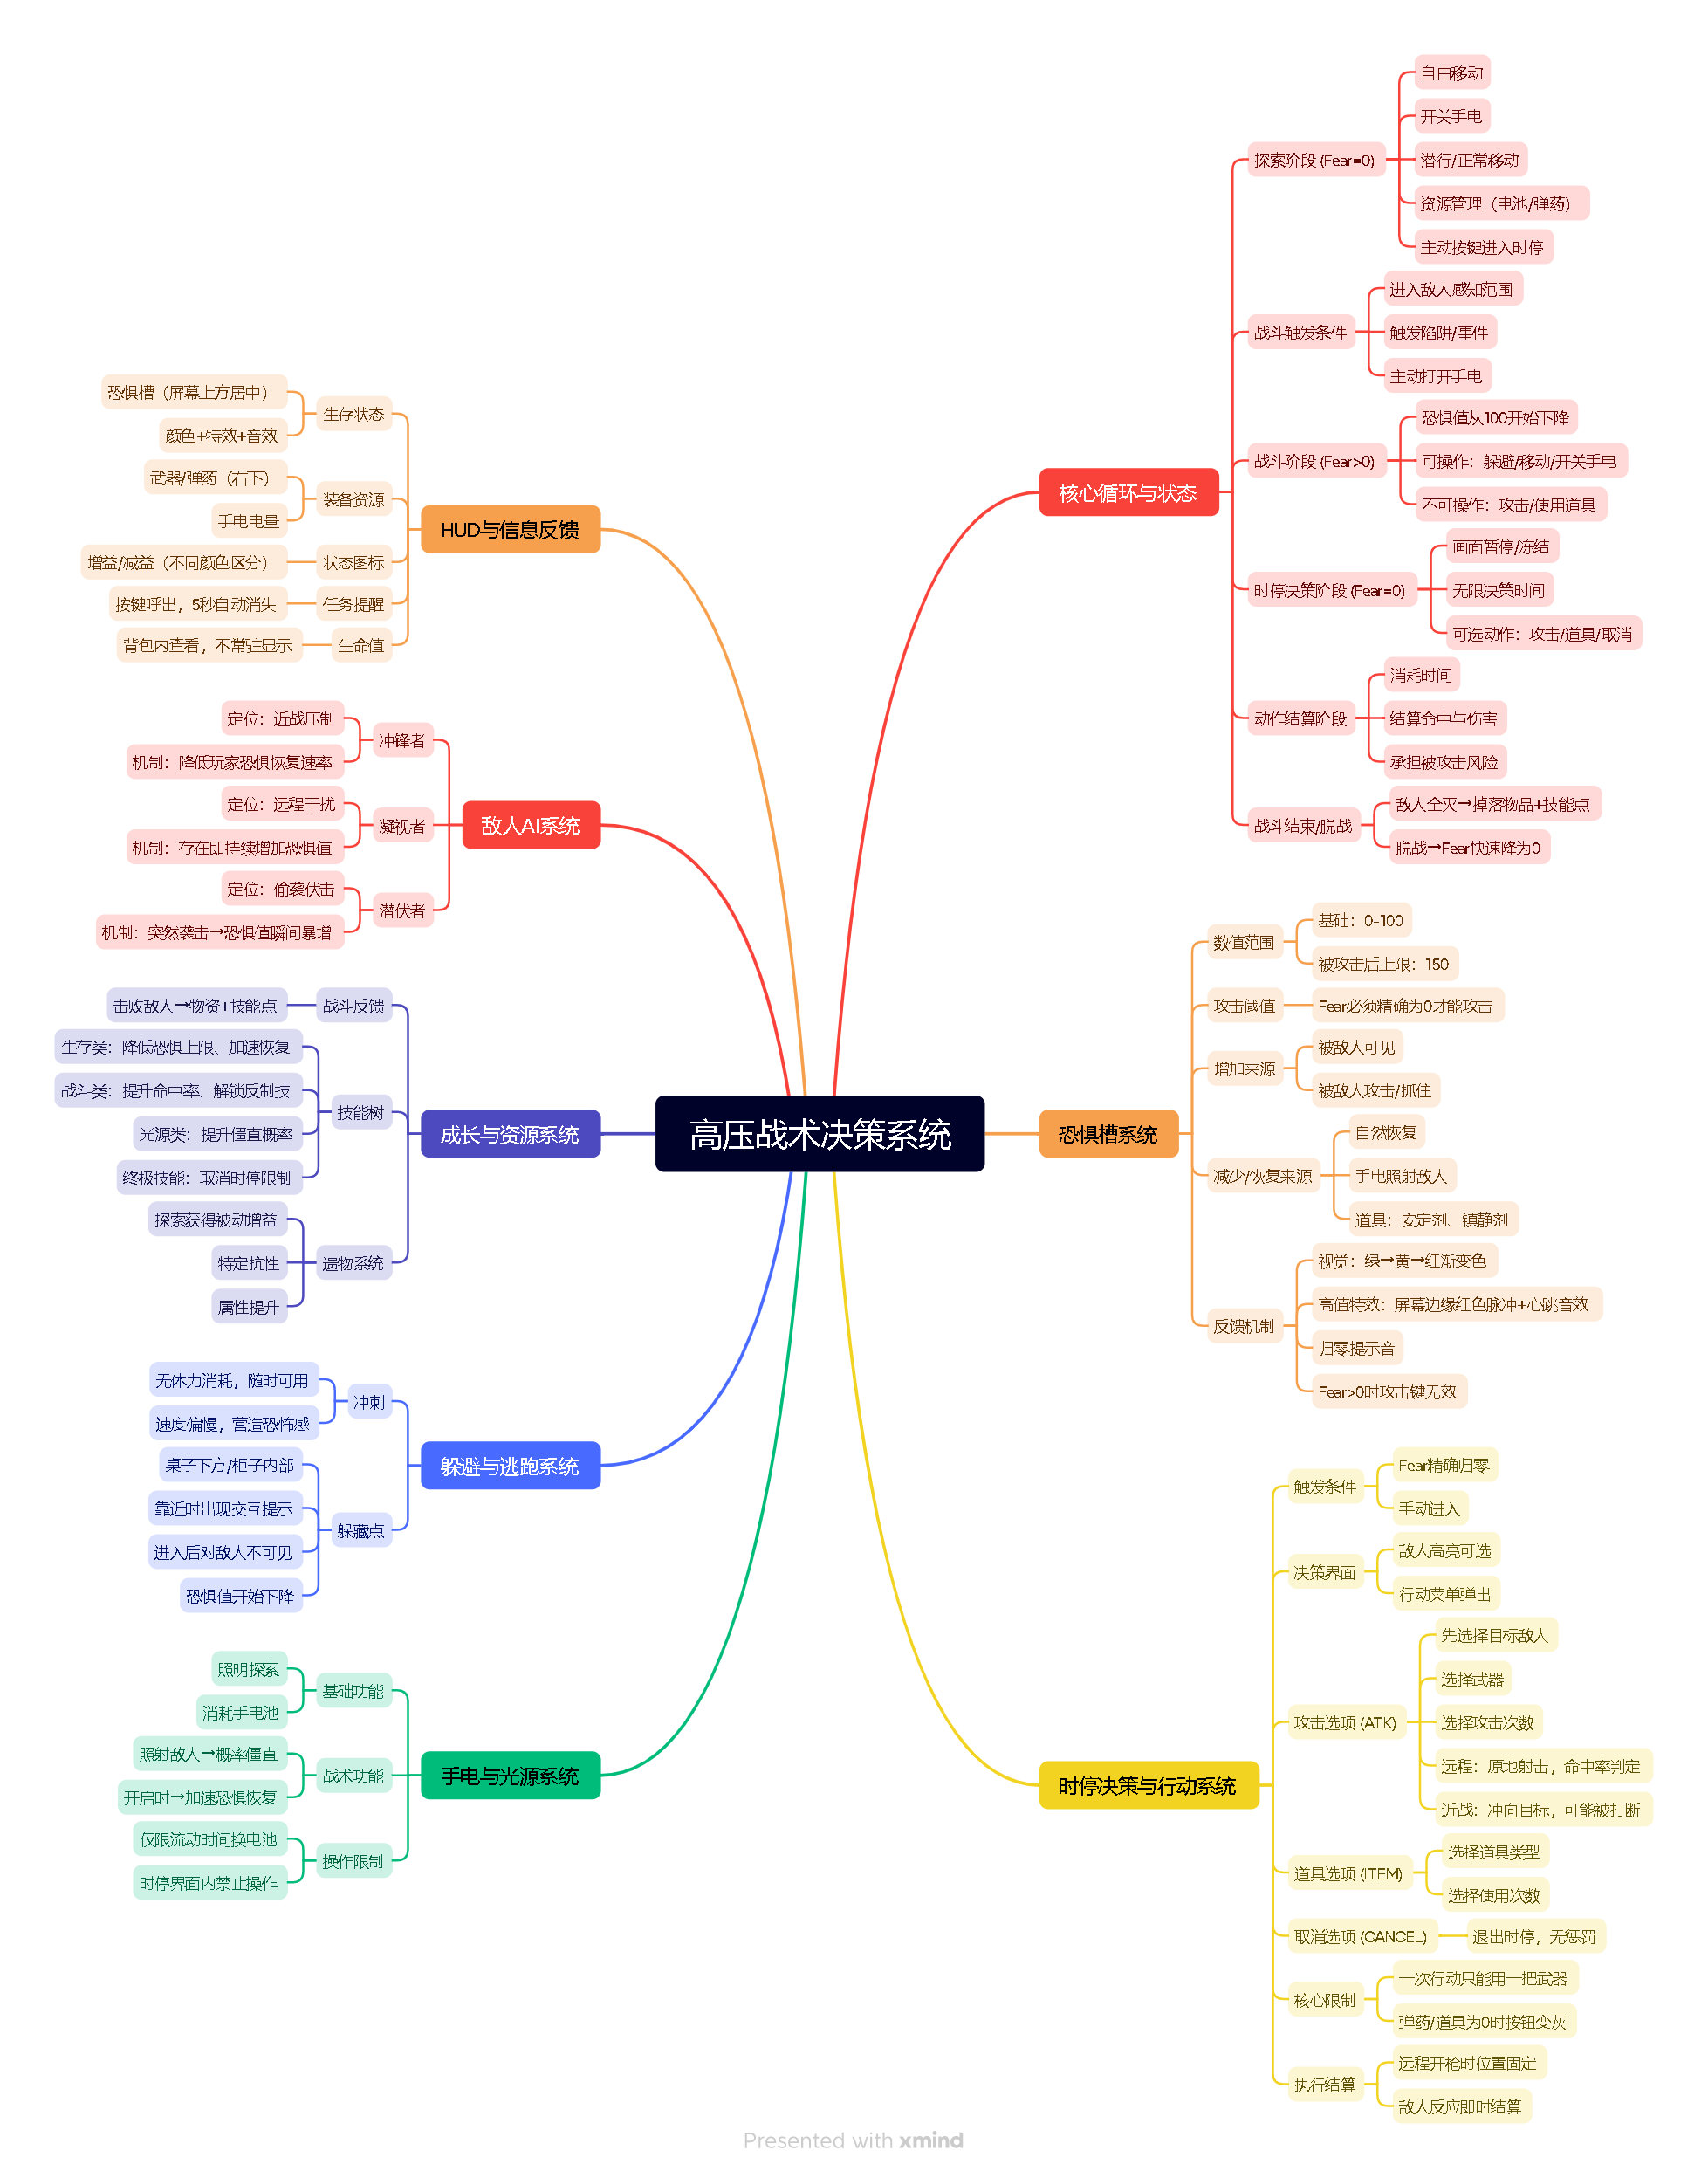 高压战术决策系统
核心循环与状态
探索阶段 (Fear=0)
自由移动
开关手电
潜行/正常移动
资源管理（电池/弹药）
主动按键进入时停
战斗触发条件
进入敌人感知范围
触发陷阱/事件
主动打开手电
战斗阶段 (Fear>0)
恐惧值从100开始下降
可操作：躲避/移动/开关手电
不可操作：攻击/使用道具
时停决策阶段 (Fear=0)
画面暂停/冻结
无限决策时间
可选动作：攻击/道具/取消
动作结算阶段
消耗时间
结算命中与伤害
承担被攻击风险
战斗结束/脱战
敌人全灭→掉落物品+技能点
脱战→Fear快速降为0
恐惧槽系统
数值范围
基础：0-100
被攻击后上限：150
攻击阈值
Fear必须精确为0才能攻击
增加来源
被敌人可见
被敌人攻击/抓住
减少/恢复来源
自然恢复
手电照射敌人
道具：安定剂、镇静剂
反馈机制
视觉：绿→黄→红渐变色
高值特效：屏幕边缘红色脉冲+心跳音效
归零提示音
Fear>0时攻击键无效
时停决策与行动系统
触发条件
Fear精确归零
手动进入
决策界面
敌人高亮可选
行动菜单弹出
攻击选项 (ATK)
先选择目标敌人
选择武器
选择攻击次数
远程：原地射击，命中率判定
近战：冲向目标，可能被打断
道具选项 (ITEM)
选择道具类型
选择使用次数
取消选项 (CANCEL)
退出时停，无惩罚
核心限制
一次行动只能用一把武器
弹药/道具为0时按钮变灰
执行结算
远程开枪时位置固定
敌人反应即时结算
HUD与信息反馈
生存状态
恐惧槽（屏幕上方居中）
颜色+特效+音效
装备资源
武器/弹药（右下）
手电电量
状态图标
增益/减益（不同颜色区分）
任务提醒
按键呼出，5秒自动消失
生命值
背包内查看，不常驻显示
敌人AI系统
冲锋者
定位：近战压制
机制：降低玩家恐惧恢复速率
凝视者
定位：远程干扰
机制：存在即持续增加恐惧值
潜伏者
定位：偷袭伏击
机制：突然袭击→恐惧值瞬间暴增
成长与资源系统
战斗反馈
击败敌人→物资+技能点
技能树
生存类：降低恐惧上限、加速恢复
战斗类：提升命中率、解锁反制技
光源类：提升僵直概率
终极技能：取消时停限制
遗物系统
探索获得被动增益
特定抗性
属性提升
躲避与逃跑系统
冲刺
无体力消耗，随时可用
速度偏慢，营造恐怖感
躲藏点
桌子下方/柜子内部
靠近时出现交互提示
进入后对敌人不可见
恐惧值开始下降
手电与光源系统
基础功能
照明探索
消耗手电池
战术功能
照射敌人→概率僵直
开启时→加速恐惧恢复
操作限制
仅限流动时间换电池
时停界面内禁止操作
Presented with xmind